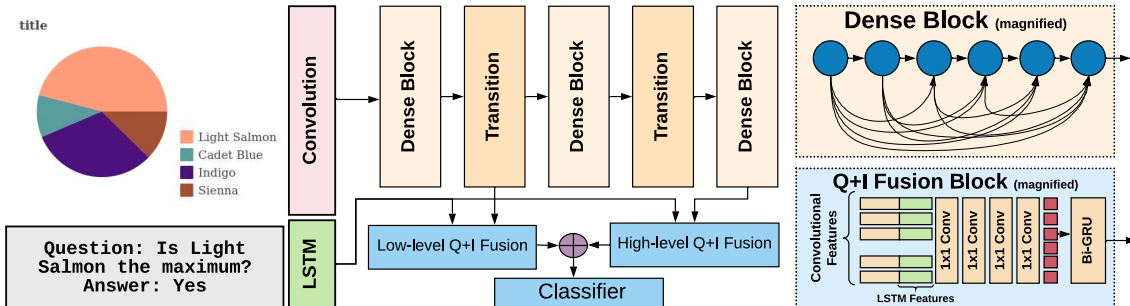 title
Light Salmon
Cadet Blue
Indigo
Sienna
Question: Is Light
Salmon the maximum?
Answer: Yes
Convolution
LSTM
Dense Block
Transition
Dense Block
Transition
Dense Block
Low-level Q+I Fusion
High-level Q+I Fusion
Classifier
Dense Block (magnified)
Q+I Fusion Block (magnified)
Convolutional
Features
1x1 Conv
1x1 Conv
1x1 Conv
1x1 Conv
Bi-GRU
LSTM Features